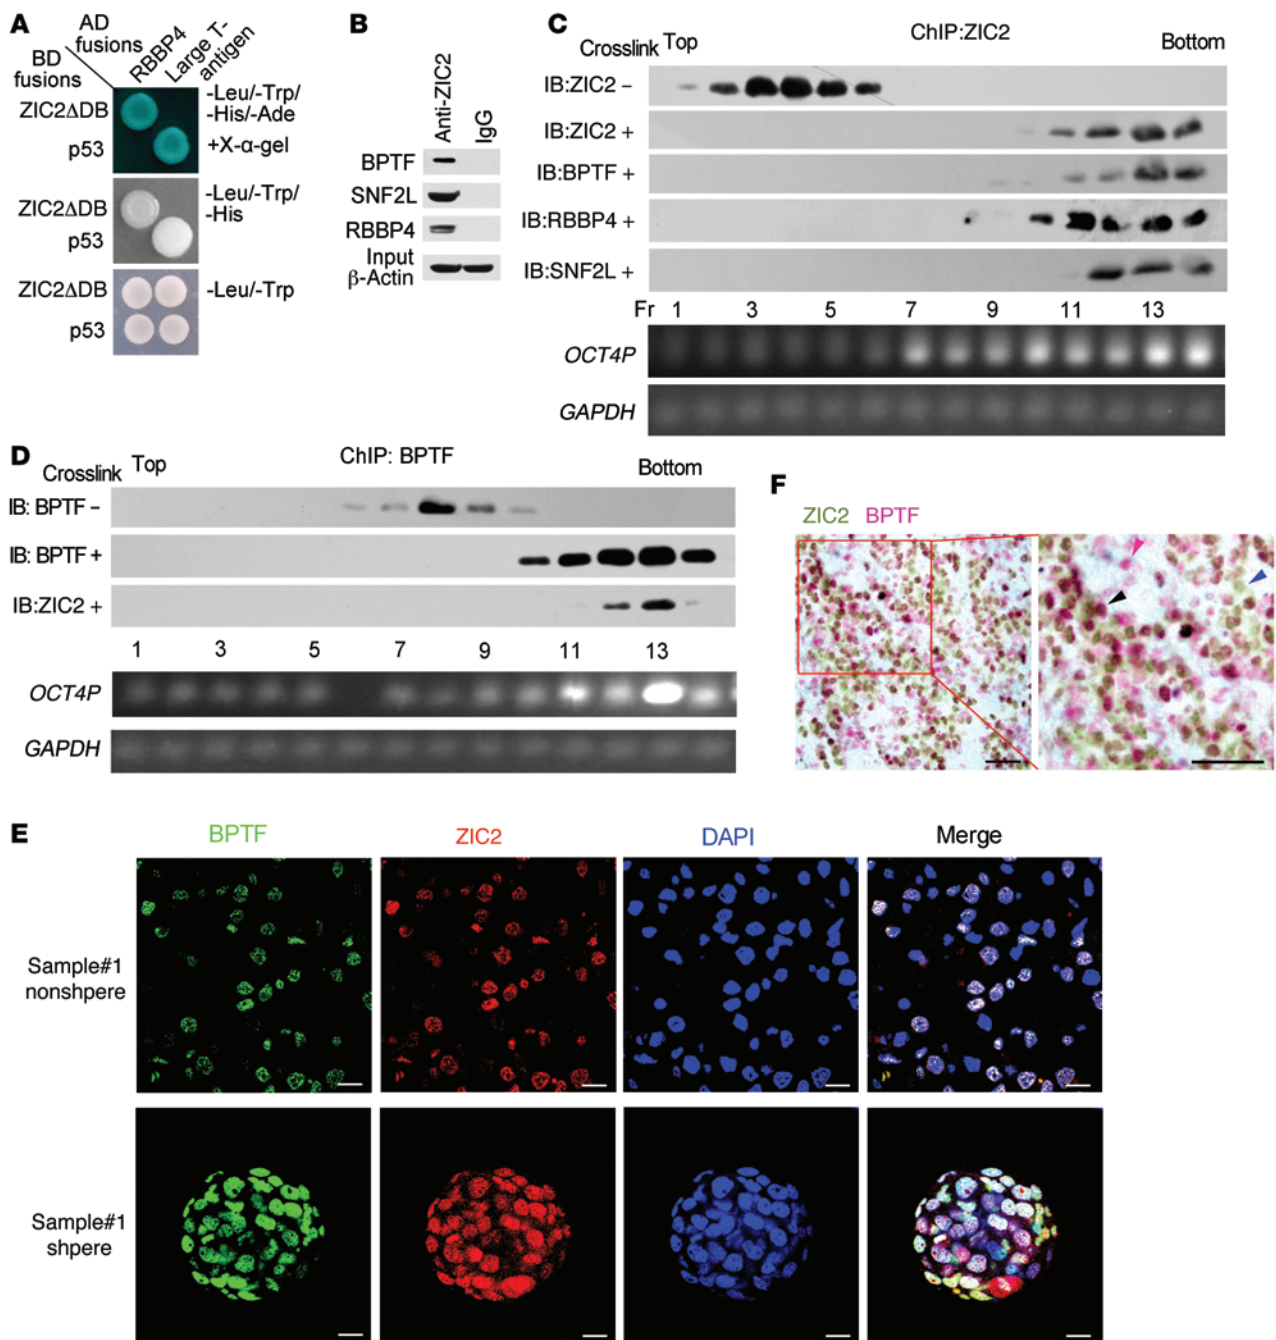 A
AD
fusions
BD
fusions
RBBP4
Large T-
antigen
ZIC2ΔDB
p53
-Leu/-Trp/
-His/-Ade
+X-α-gel
ZIC2ΔDB
p53
-Leu/-Trp/
-His
ZIC2ΔDB
p53
-Leu/-Trp
B
Anti-ZIC2
IgG
BPTF
SNF2L
RBBP4
Input
β-Actin
C
ChIP:ZIC2
Crosslink Top Bottom
IB:ZIC2 –
IB:ZIC2 +
IB:BPTF +
IB:RBBP4 +
IB:SNF2L +
Fr 1 3 5 7 9 11 13
OCT4P
GAPDH
D
ChIP: BPTF
Crosslink Top Bottom
IB: BPTF –
IB: BPTF +
IB:ZIC2 +
1 3 5 7 9 11 13
OCT4P
GAPDH
F
ZIC2 BPTF
E
BPTF ZIC2 DAPI Merge
Sample#1
nonshpere
Sample#1
shpere